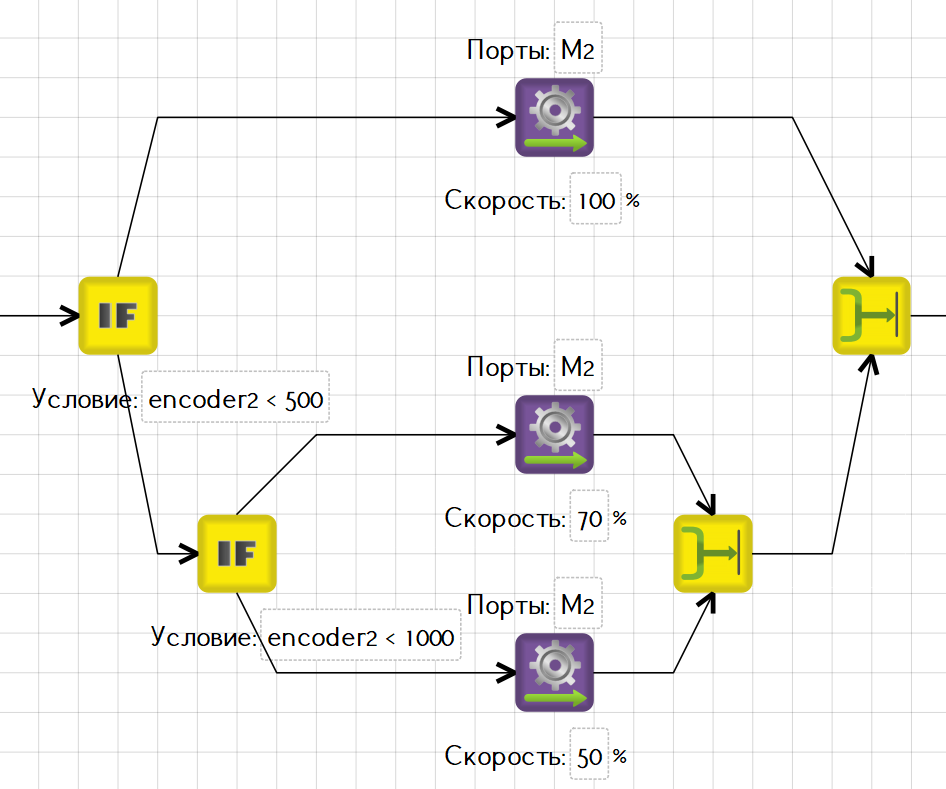 Порты: M2
Скорость: 100 %
IF
Условие: encoder2 < 500
Порты: M2
Скорость: 70 %
IF
Условие: encoder2 < 1000
Порты: M2
Скорость: 50 %